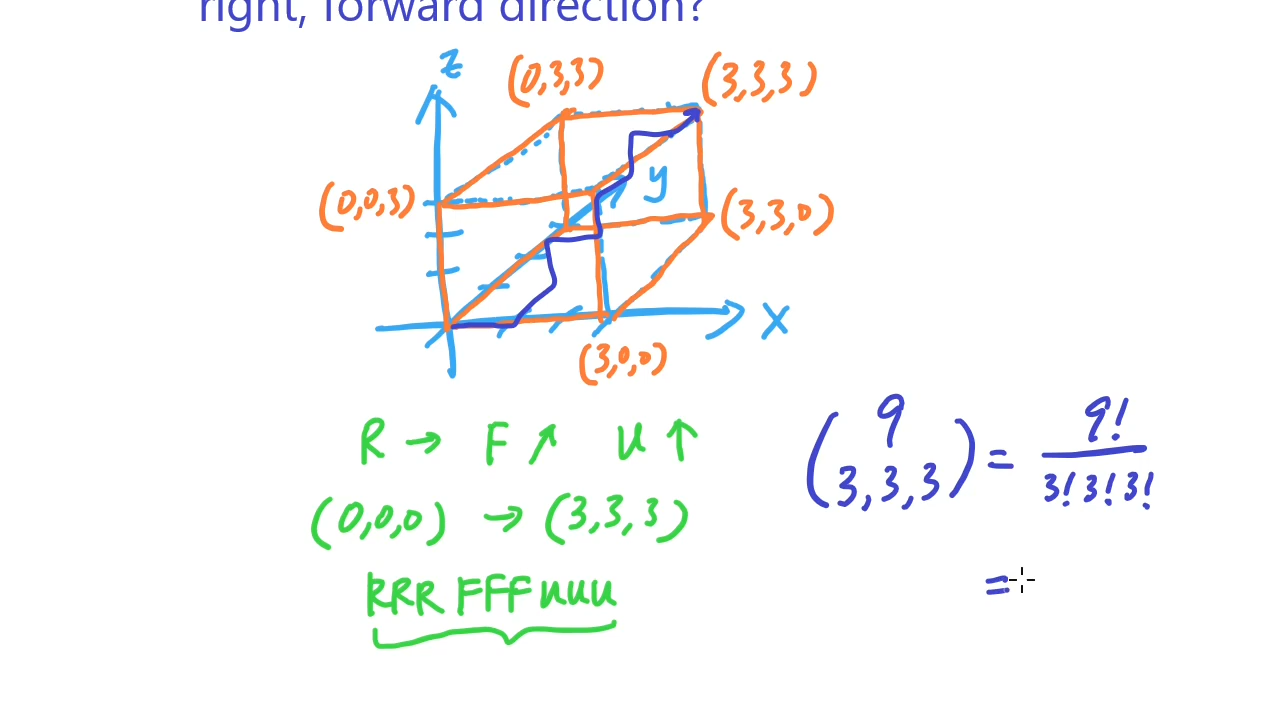 right, forward direction?
z
(0,3,3) (3,3,3)
(0,0,3) y (3,3,0)
x
(3,0,0)
R → F ↗ U ↑
(0,0,0) → (3,3,3)
RRR FFF UUU
(9 3,3,3) = 9! / 3! 3! 3!
=